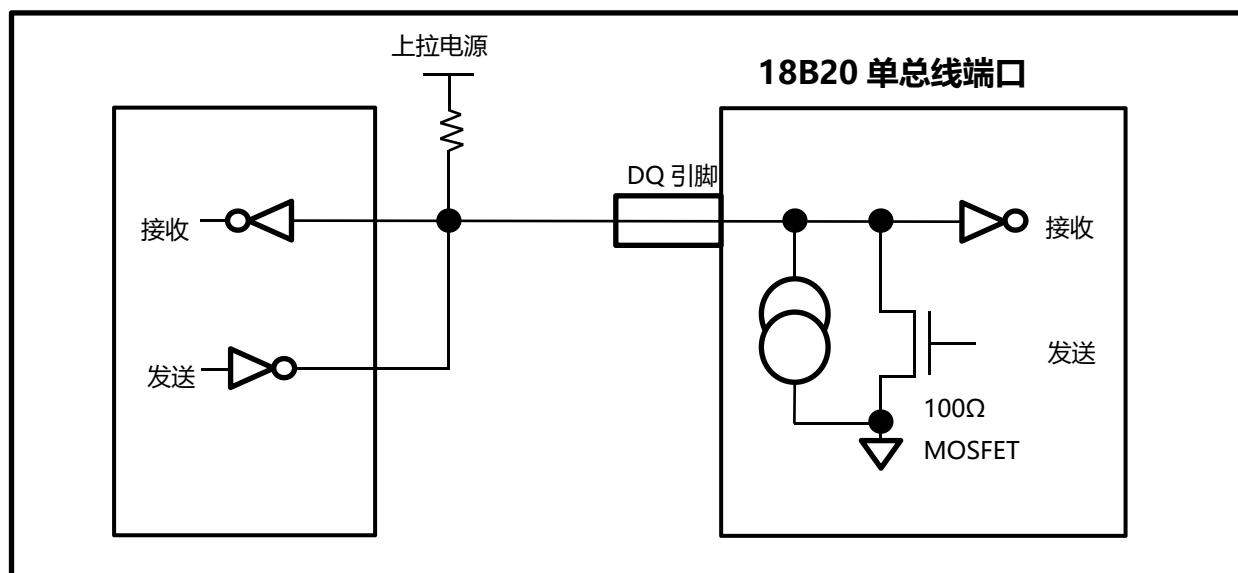 上拉电源
18B20 单总线端口
DQ 引脚
接收
接收
发送
发送
100Ω
MOSFET